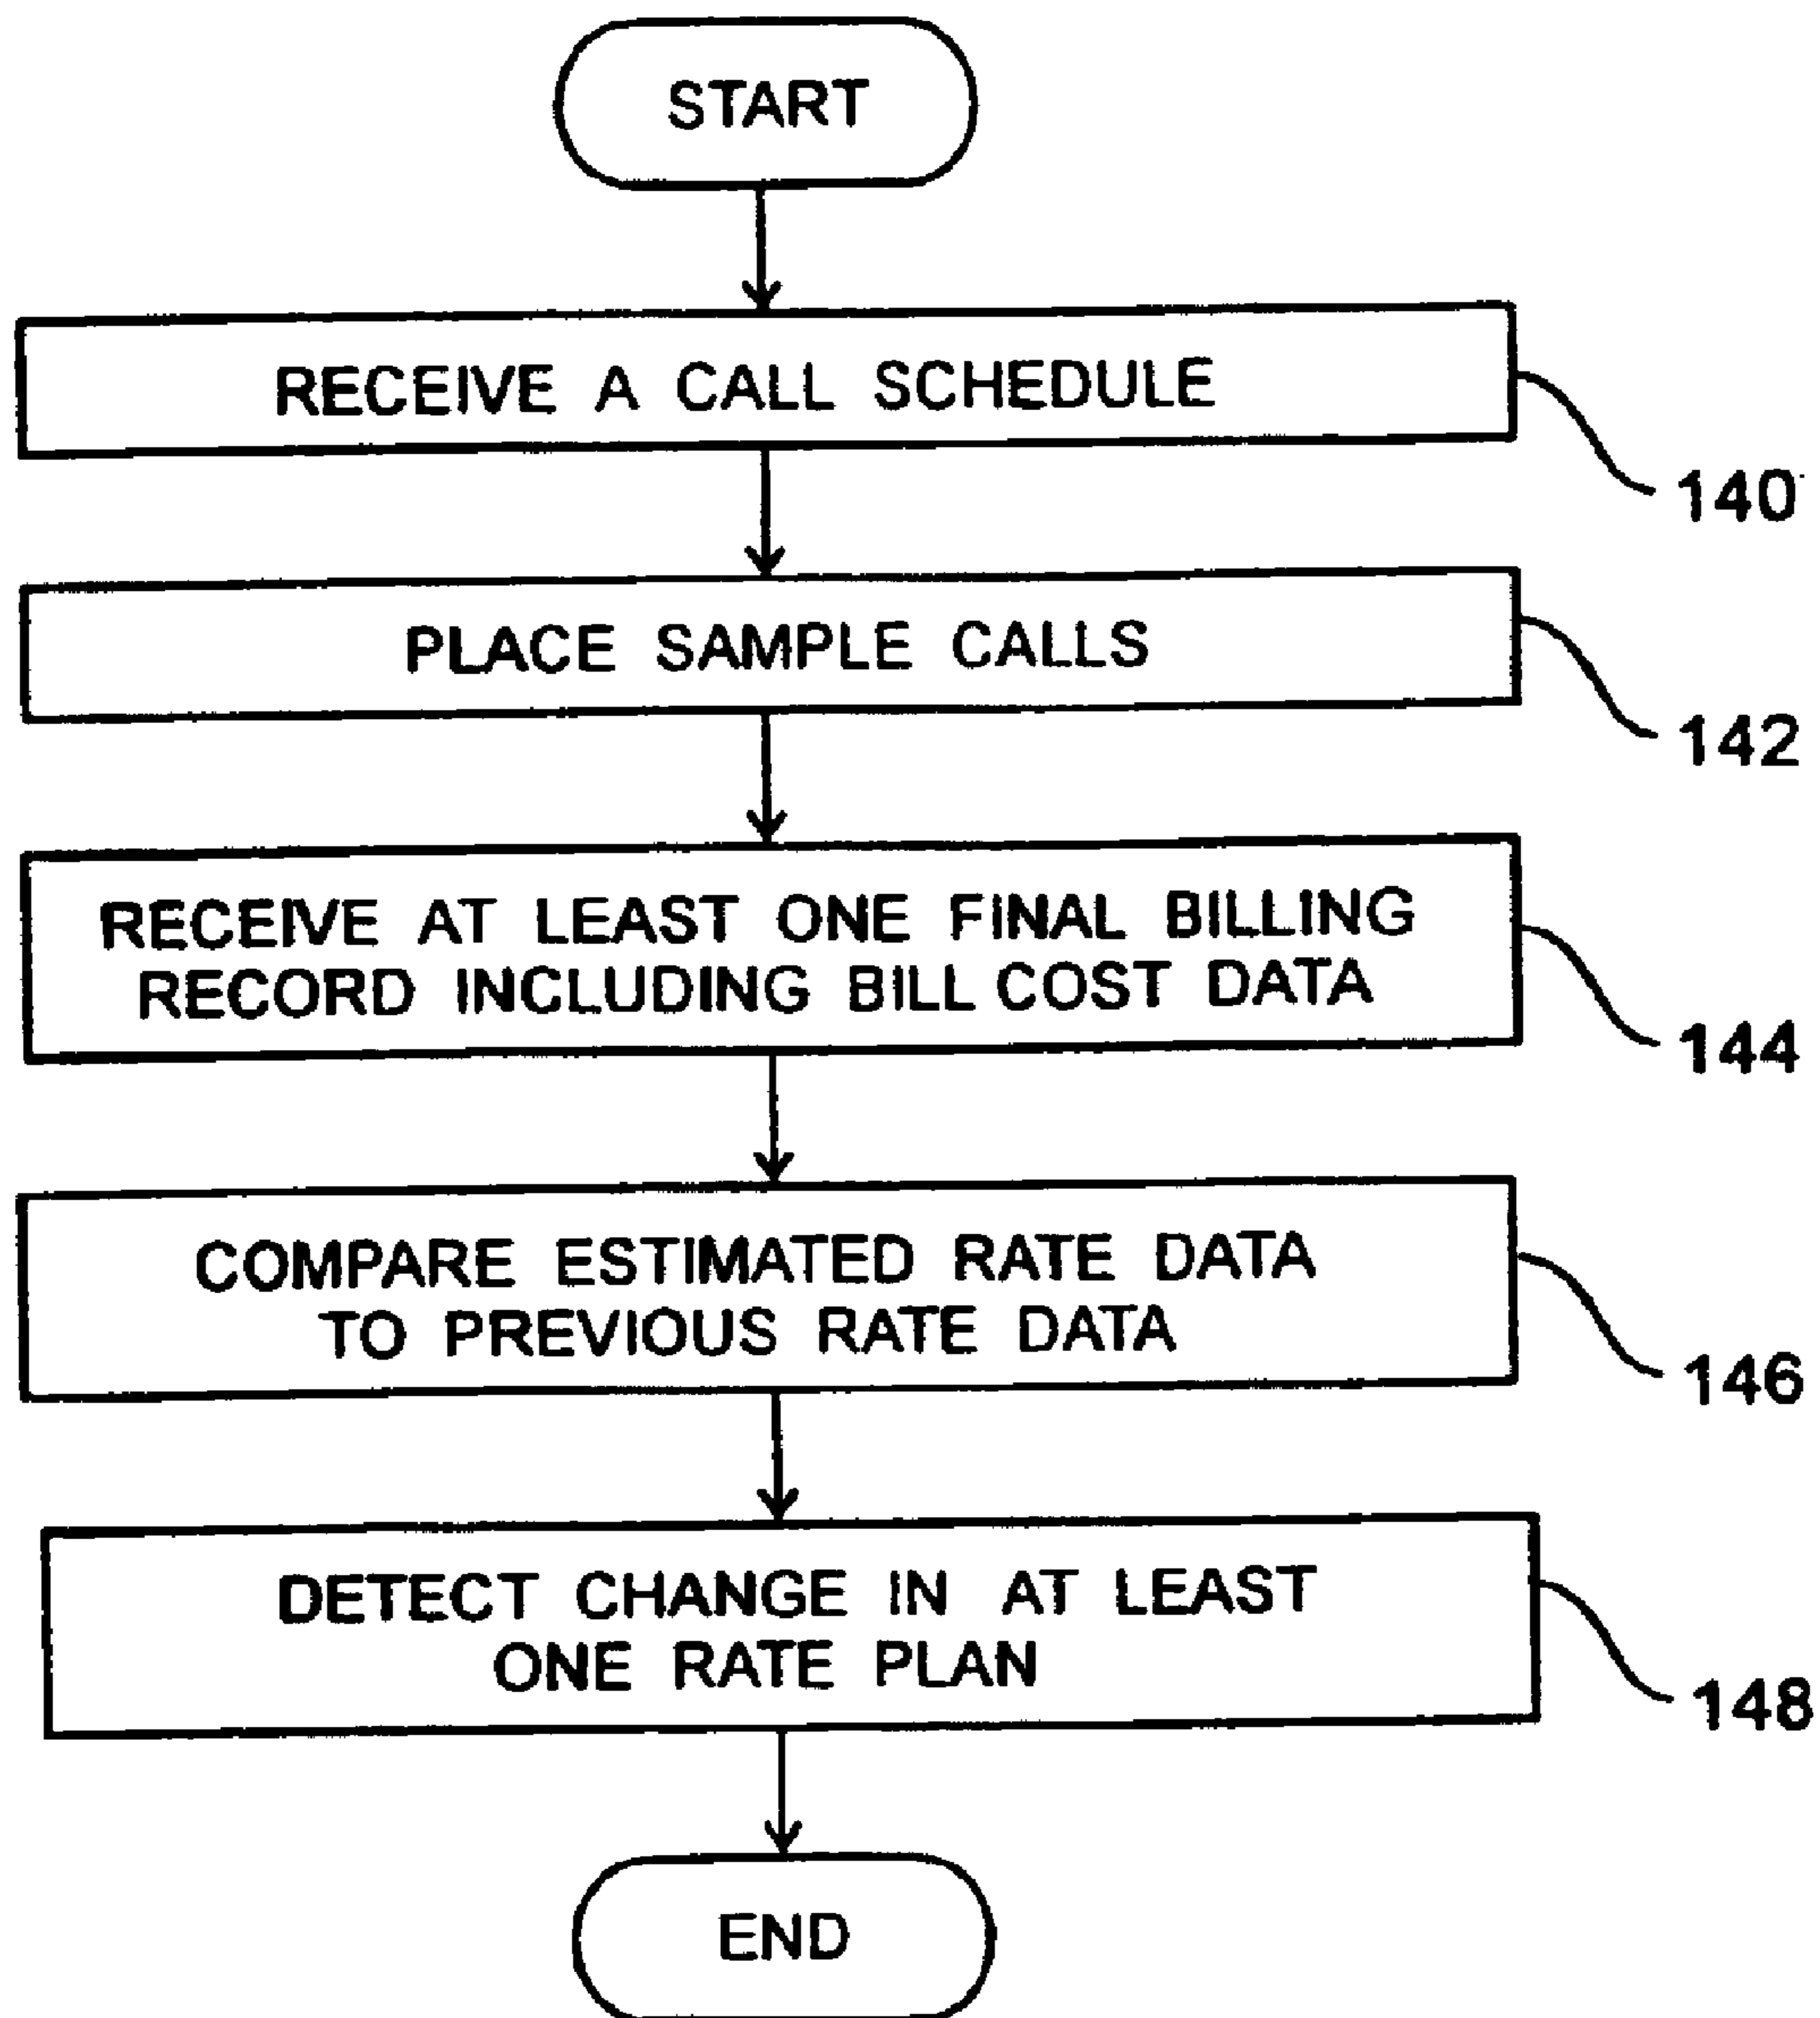 START
RECEIVE A CALL SCHEDULE
140
PLACE SAMPLE CALLS
142
RECEIVE AT LEAST ONE FINAL BILLING
RECORD INCLUDING BILL COST DATA
144
COMPARE ESTIMATED RATE DATA
TO PREVIOUS RATE DATA
146
DETECT CHANGE IN AT LEAST
ONE RATE PLAN
148
END